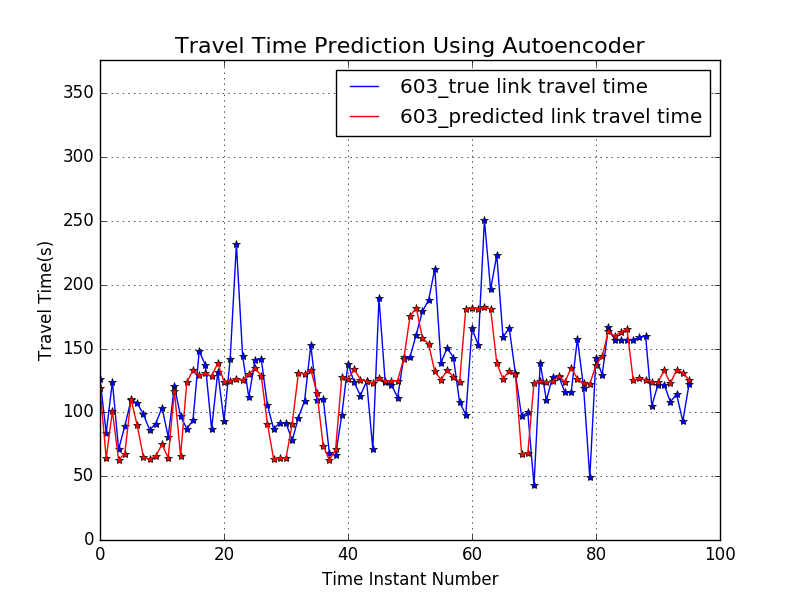 Travel Time Prediction Using Autoencoder
603_true link travel time
603_predicted link travel time
350
300
250
200
150
100
50
0
Travel Time(s)
0 20 40 60 80 100
Time Instant Number